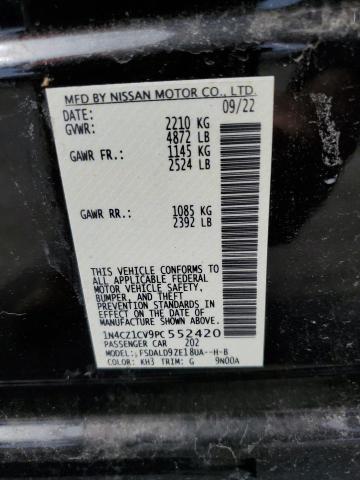 MFD BY NISSAN MOTOR CO., LTD.
DATE: 09/22
GVWR: 2210 KG
4872 LB
GAWR FR.: 1145 KG
2524 LB
GAWR RR.: 1085 KG
2392 LB
THIS VEHICLE CONFORMS TO
ALL APPLICABLE FEDERAL
MOTOR VEHICLE SAFETY,
BUMPER, AND THEFT
PREVENTION STANDARDS IN
EFFECT ON THE DATE OF
MANUFACTURE SHOWN ABOVE.
1N4CZ1CV9PC552420
PASSENGER CAR 202
MODEL: FSDALD9ZE18UA--H-B
COLOR: KH3 TRIM: G 9N00A